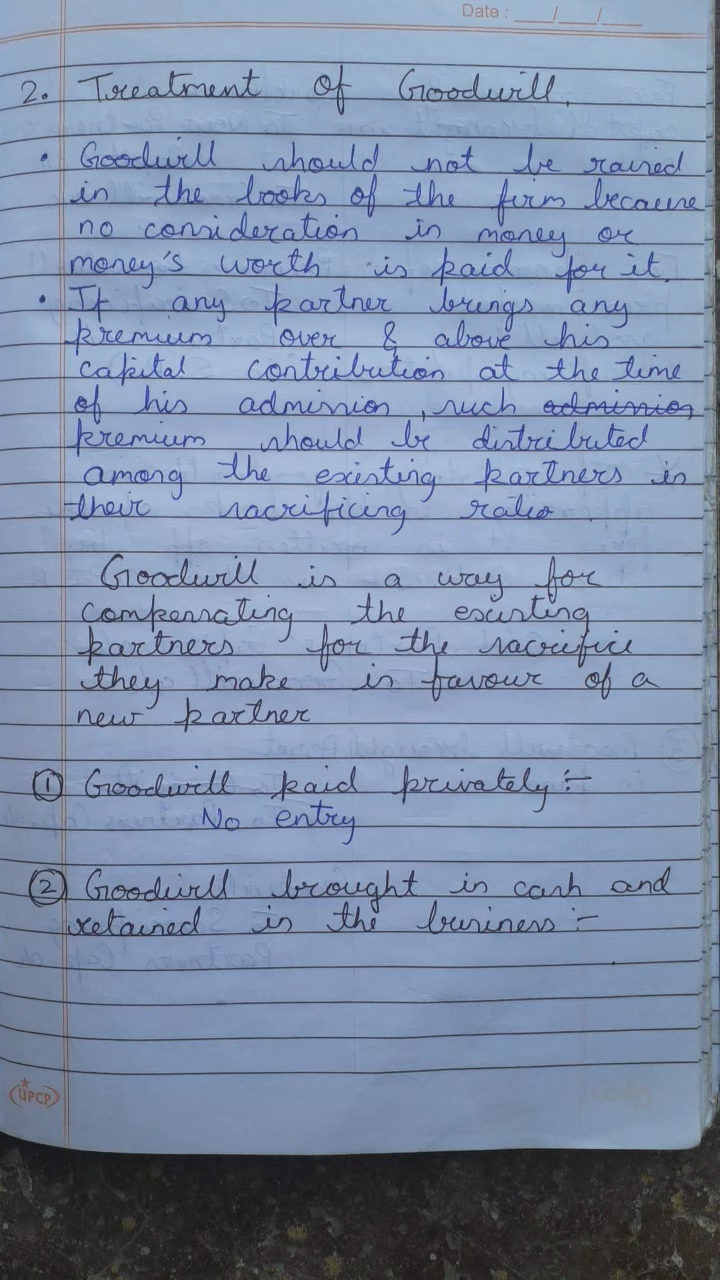 Date : __/__/__
2. Treatment of Goodwill.
• Goodwill should not be raised
in the books of the firm because
no consideration in money or
money's worth is paid for it.
• If any partner brings any
premium over & above his
capital contribution at the time
of his admission, such admission
premium should be distributed
among the existing partners in
their sacrificing ratio
Goodwill is a way for
compensating the existing
partners for the sacrifice
they make in favour of a
new partner
① Goodwill paid privately :-
No entry
② Goodwill brought in cash and
retained in the business :-
UPCP